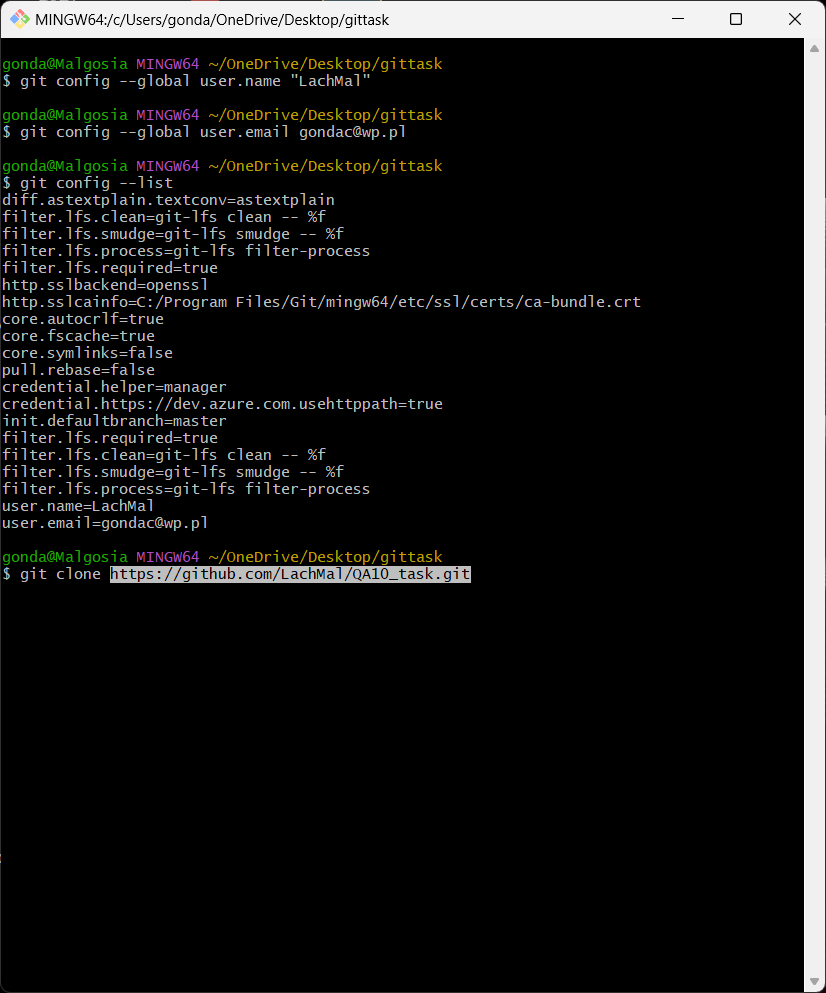 MINGW64:/c/Users/gonda/OneDrive/Desktop/gittask
gonda@Malgosia MINGW64 ~/OneDrive/Desktop/gittask
$ git config --global user.name "LachMal"
gonda@Malgosia MINGW64 ~/OneDrive/Desktop/gittask
$ git config --global user.email gondac@wp.pl
gonda@Malgosia MINGW64 ~/OneDrive/Desktop/gittask
$ git config --list
diff.astextplain.textconv=astextplain
filter.lfs.clean=git-lfs clean -- %f
filter.lfs.smudge=git-lfs smudge -- %f
filter.lfs.process=git-lfs filter-process
filter.lfs.required=true
http.sslbackend=openssl
http.sslcainfo=C:/Program Files/Git/mingw64/etc/ssl/certs/ca-bundle.crt
core.autocrlf=true
core.fscache=true
core.symlinks=false
pull.rebase=false
credential.helper=manager
credential.https://dev.azure.com.usehttppath=true
init.defaultbranch=master
filter.lfs.required=true
filter.lfs.clean=git-lfs clean -- %f
filter.lfs.smudge=git-lfs smudge -- %f
filter.lfs.process=git-lfs filter-process
user.name=LachMal
user.email=gondac@wp.pl
gonda@Malgosia MINGW64 ~/OneDrive/Desktop/gittask
$ git clone https://github.com/LachMal/QA10_task.git